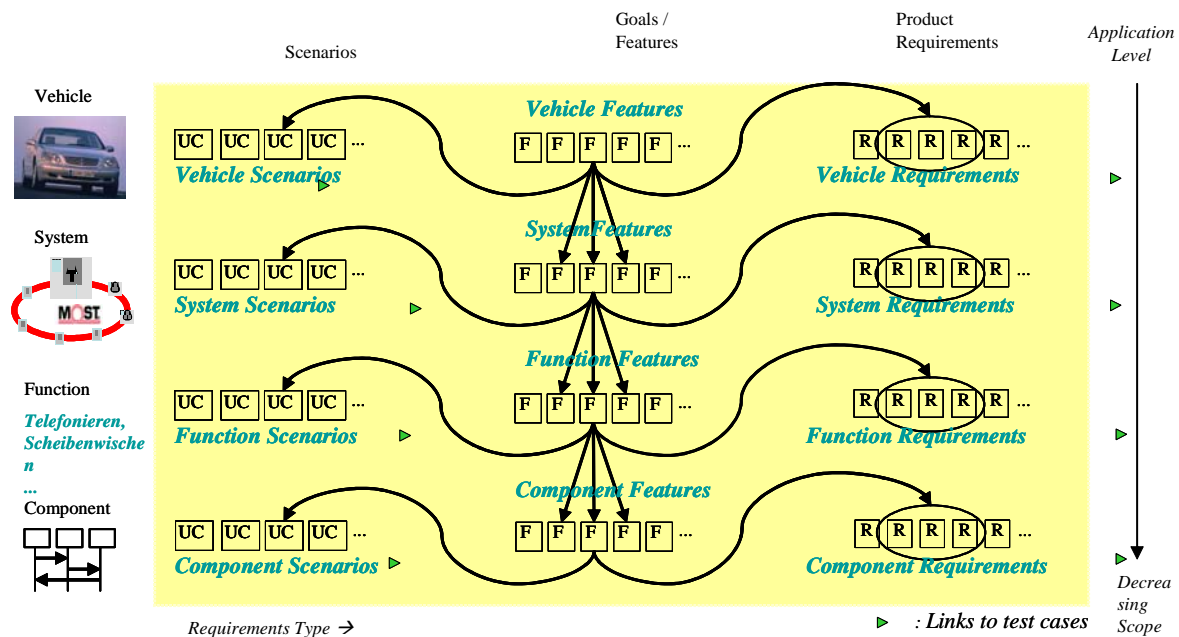 Goals /
Features
Product
Requirements
Application
Level
Scenarios
Vehicle
Vehicle Features
UC UC UC UC ...
F F F F F ...
R R R R R ...
Vehicle Scenarios
Vehicle Requirements
System
SystemFeatures
UC UC UC UC ...
F F F F F ...
R R R R R ...
System Scenarios
System Requirements
MOST
Function Features
Function
UC UC UC UC ...
F F F F F ...
R R R R R ...
Telefonieren,
Scheibenwische
n
...
Function Scenarios
Function Requirements
Component Features
Component
UC UC UC UC ...
F F F F F ...
R R R R R ...
Component Scenarios
Component Requirements
Decrea
sing
Scope
Requirements Type →
: Links to test cases